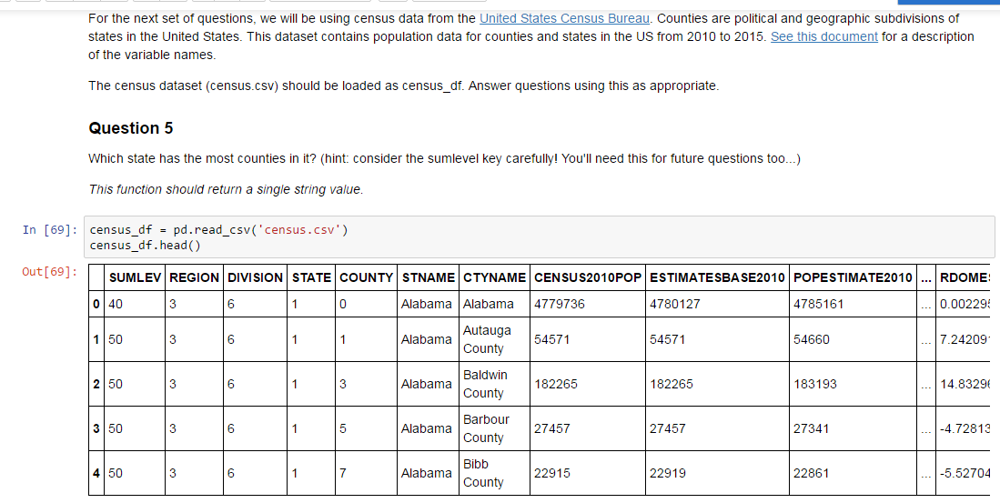 For the next set of questions, we will be using census data from the United States Census Bureau. Counties are political and geographic subdivisions of
states in the United States. This dataset contains population data for counties and states in the US from 2010 to 2015. See this document for a description
of the variable names.
The census dataset (census.csv) should be loaded as census_df. Answer questions using this as appropriate.
Question 5
Which state has the most counties in it? (hint: consider the sumlevel key carefully! You'll need this for future questions too...)
This function should return a single string value.
In [69]: census_df = pd.read_csv('census.csv')
census_df.head()
Out[69]:
SUMLEV REGION DIVISION STATE COUNTY STNAME CTYNAME CENSUS2010POP ESTIMATESBASE2010 POPESTIMATE2010 ... RDOMES
0 40 3 6 1 0 Alabama Alabama 4779736 4780127 4785161 ... 0.002295
1 50 3 6 1 1 Alabama Autauga County 54571 54571 54660 ... 7.242091
2 50 3 6 1 3 Alabama Baldwin County 182265 182265 183193 ... 14.83296
3 50 3 6 1 5 Alabama Barbour County 27457 27457 27341 ... -4.72813
4 50 3 6 1 7 Alabama Bibb County 22915 22919 22861 ... -5.52704